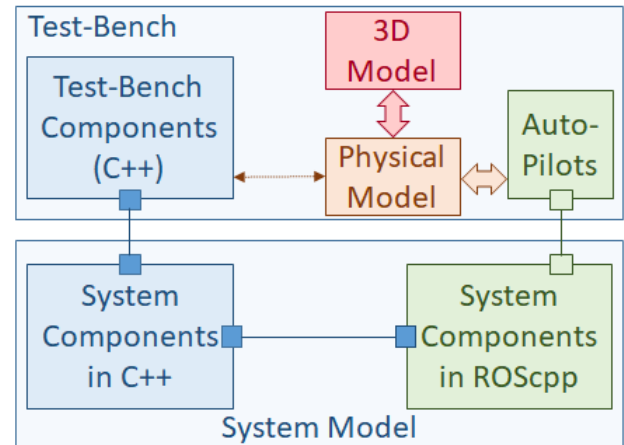 Test-Bench
3D
Model
Test-Bench
Components
(C++)
Physical
Model
Auto-
Pilots
System
Components
in C++
System
Components
in ROScpp
System Model